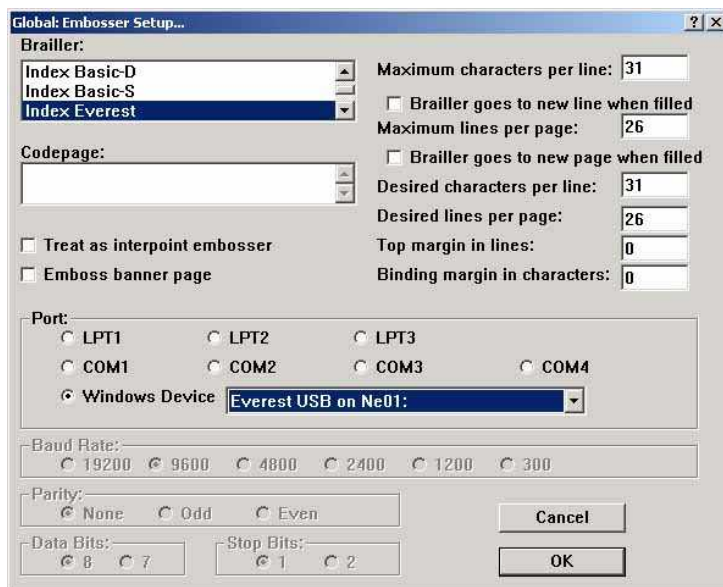 Global: Embosser Setup...
Brailler:
Index Basic-D
Index Basic-S
Index Everest
Codepage:
Treat as interpoint embosser
Emboss banner page
Maximum characters per line: 31
Brailler goes to new line when filled
Maximum lines per page: 26
Brailler goes to new page when filled
Desired characters per line: 31
Desired lines per page: 26
Top margin in lines: 0
Binding margin in characters: 0
Port:
LPT1 LPT2 LPT3
COM1 COM2 COM3 COM4
Windows Device Everest USB on Ne01:
Baud Rate:
19200 9600 4800 2400 1200 300
Parity:
None Odd Even
Data Bits:
8 7
Stop Bits:
1 2
Cancel
OK